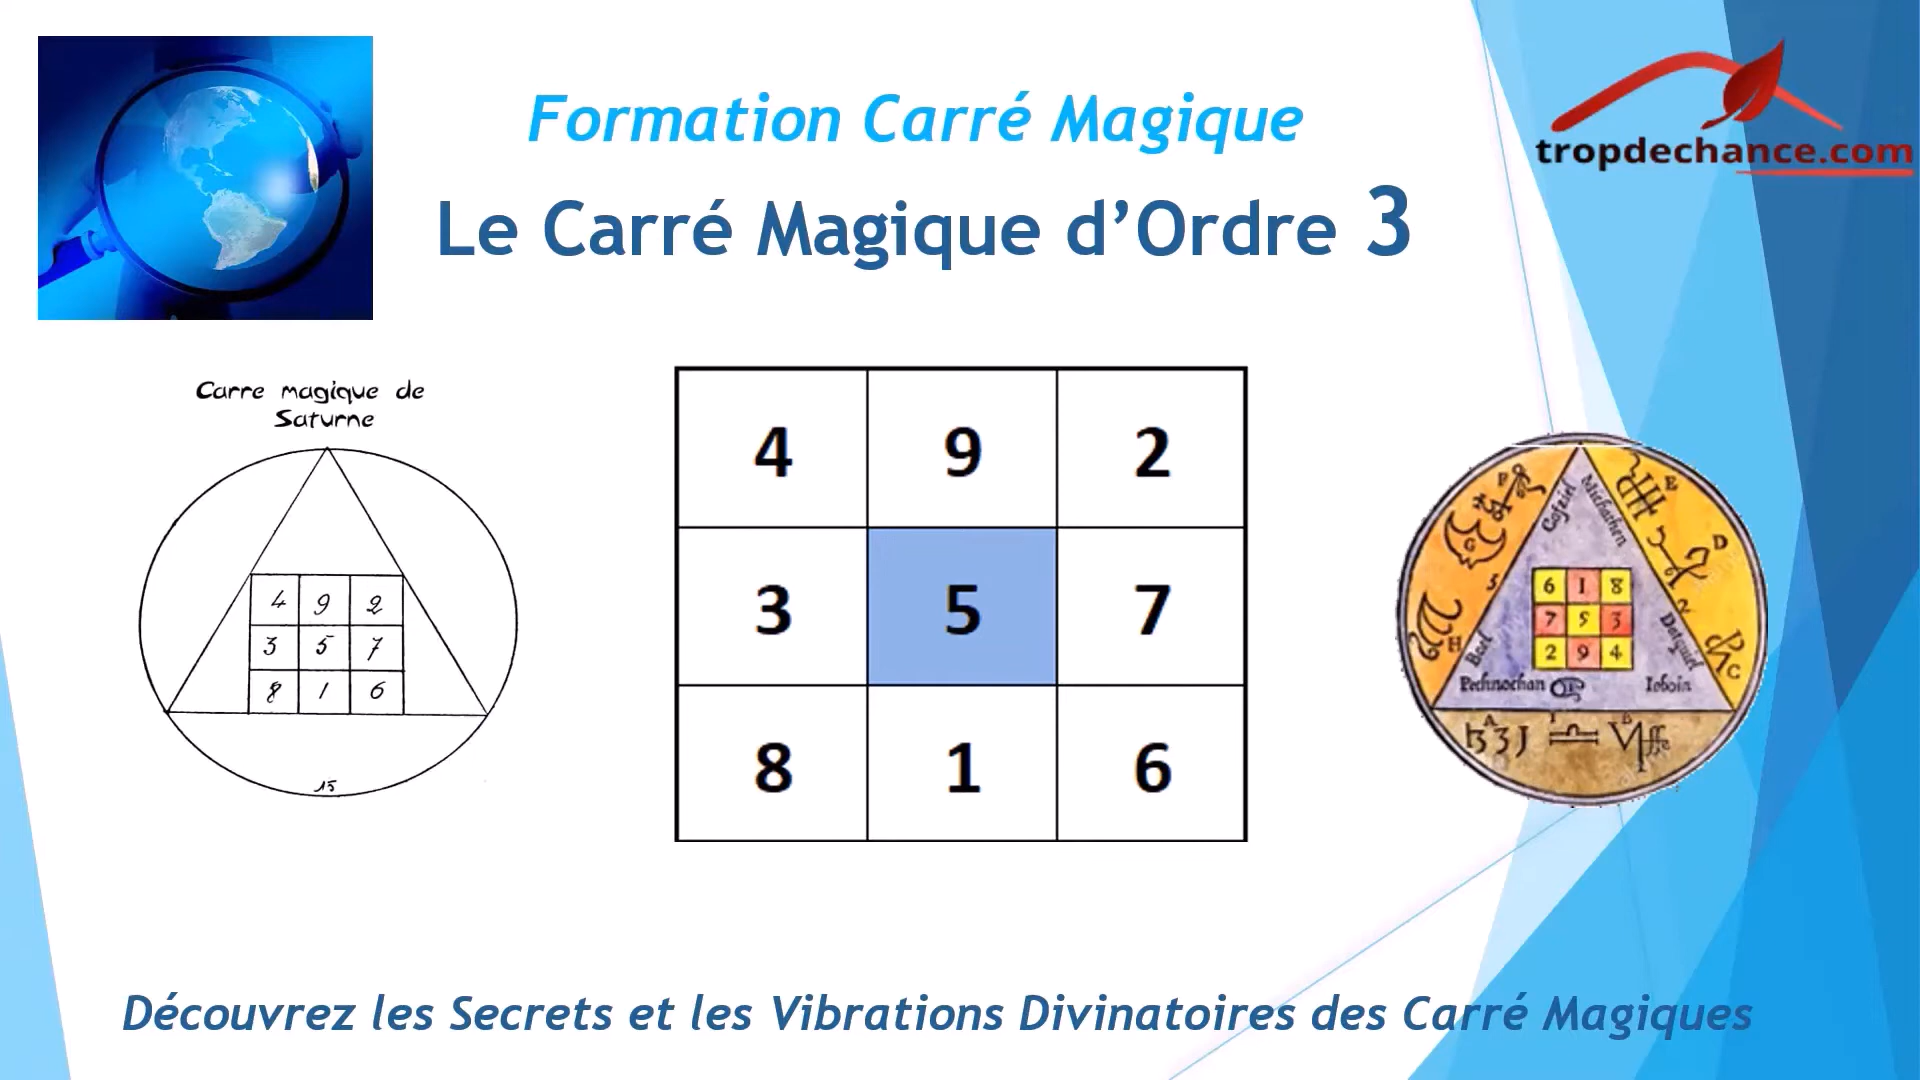 Formation Carré Magique
tropdechance.com
Le Carré Magique d’Ordre 3
Carre magique de
Saturne
4 9 2
3 5 7
8 1 6
15
4 9 2
3 5 7
8 1 6
F
E
G
D
H
C
A
B
Michathen
6 1 8
7 5 3
2 9 4
Pechnochan
Découvrez les Secrets et les Vibrations Divinatoires des Carré Magiques